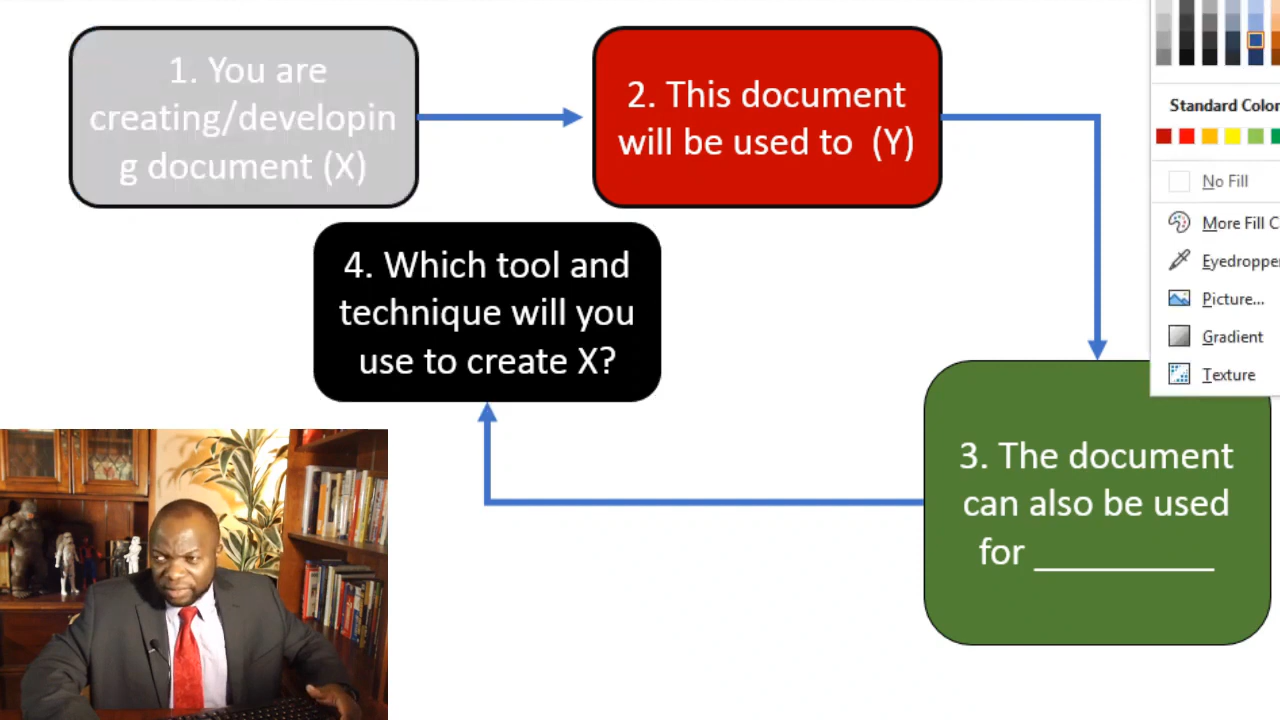 1. You are
creating/developin
g document (X)
2. This document
will be used to (Y)
4. Which tool and
technique will you
use to create X?
3. The document
can also be used
for __________
Standard Color
No Fill
More Fill C
Eyedropper
Picture...
Gradient
Texture